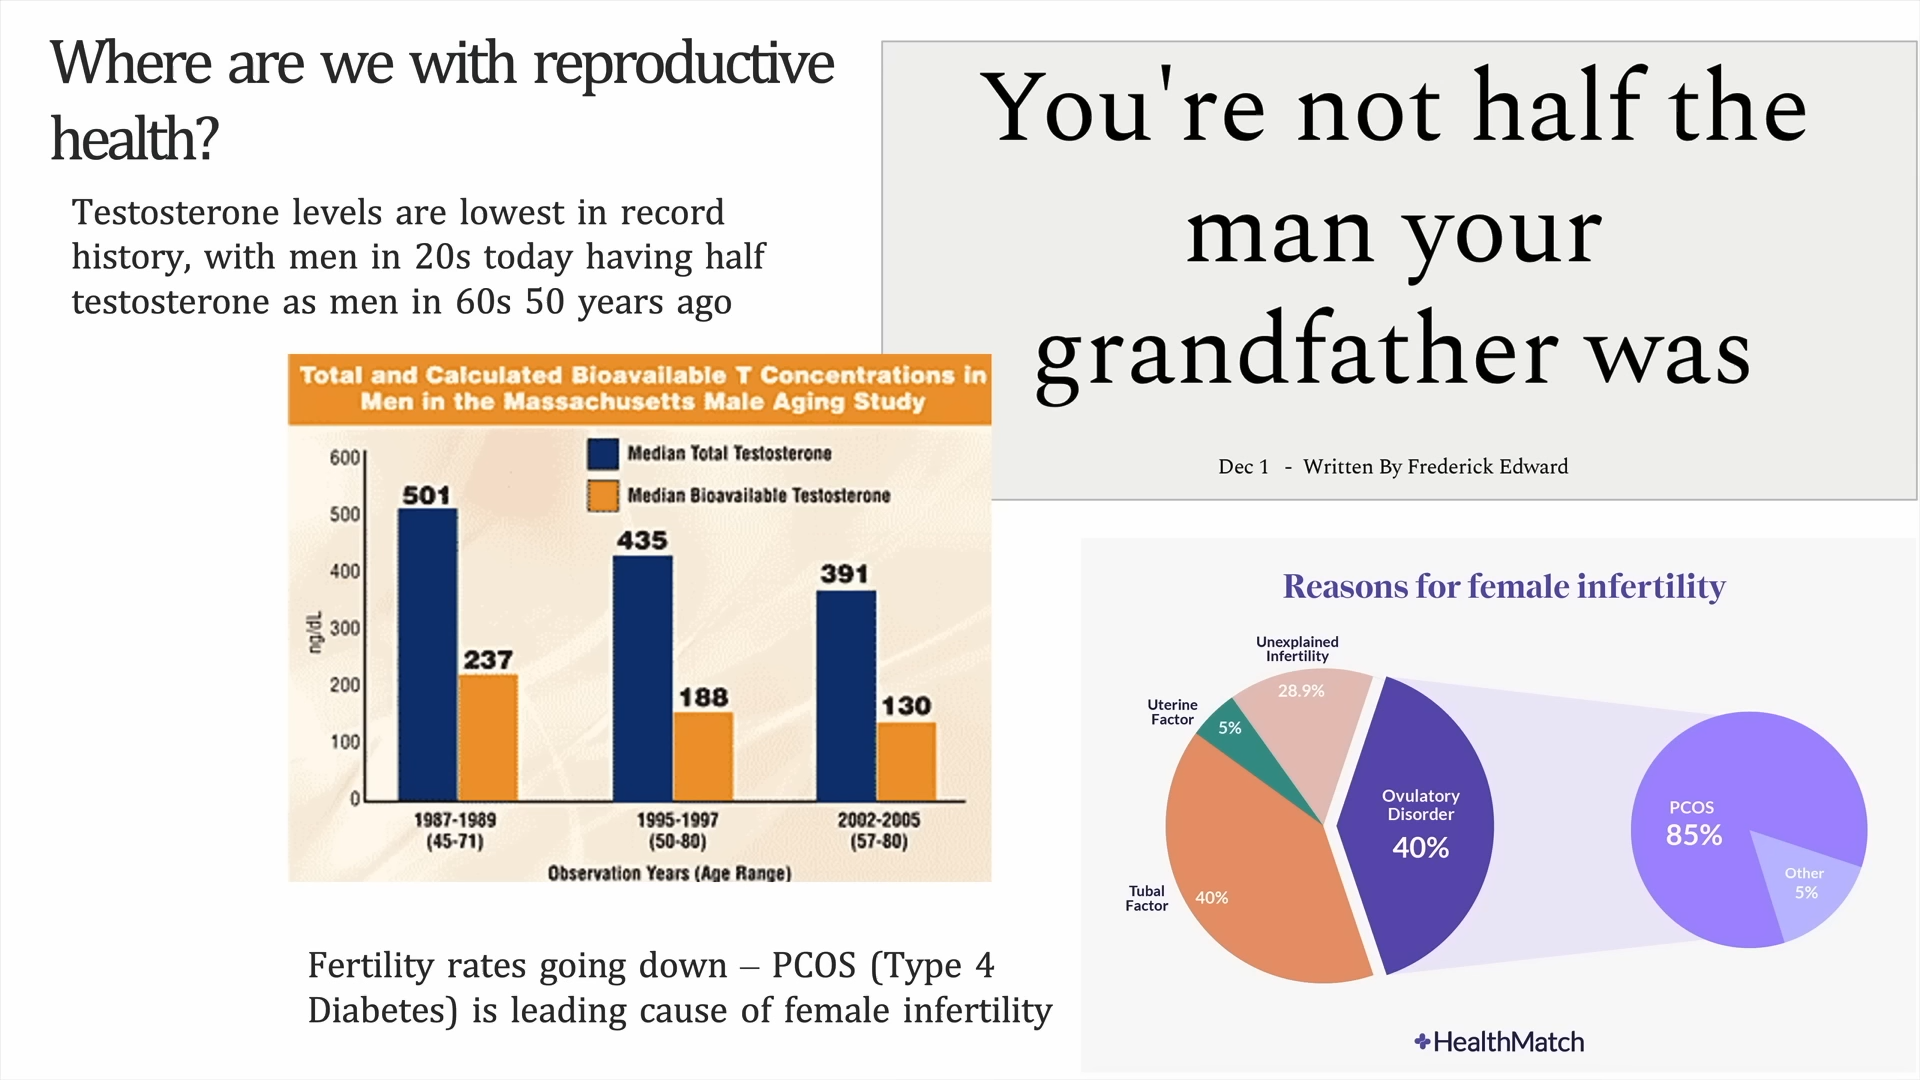 Where are we with reproductive
health?
Testosterone levels are lowest in record
history, with men in 20s today having half
testosterone as men in 60s 50 years ago
You're not half the
man your
grandfather was
Dec 1 - Written By Frederick Edward
Total and Calculated Bioavailable T Concentrations in
Men in the Massachusetts Male Aging Study
Median Total Testosterone
Median Bioavailable Testosterone
ng/dL
600
500
400
300
200
100
0
501
237
435
188
391
130
1987-1989
(45-71)
1995-1997
(50-80)
2002-2005
(57-80)
Observation Years (Age Range)
Fertility rates going down – PCOS (Type 4
Diabetes) is leading cause of female infertility
Reasons for female infertility
Unexplained
Infertility
28.9%
Uterine
Factor
5%
Tubal
Factor
40%
Ovulatory
Disorder
40%
PCOS
85%
Other
5%
HealthMatch